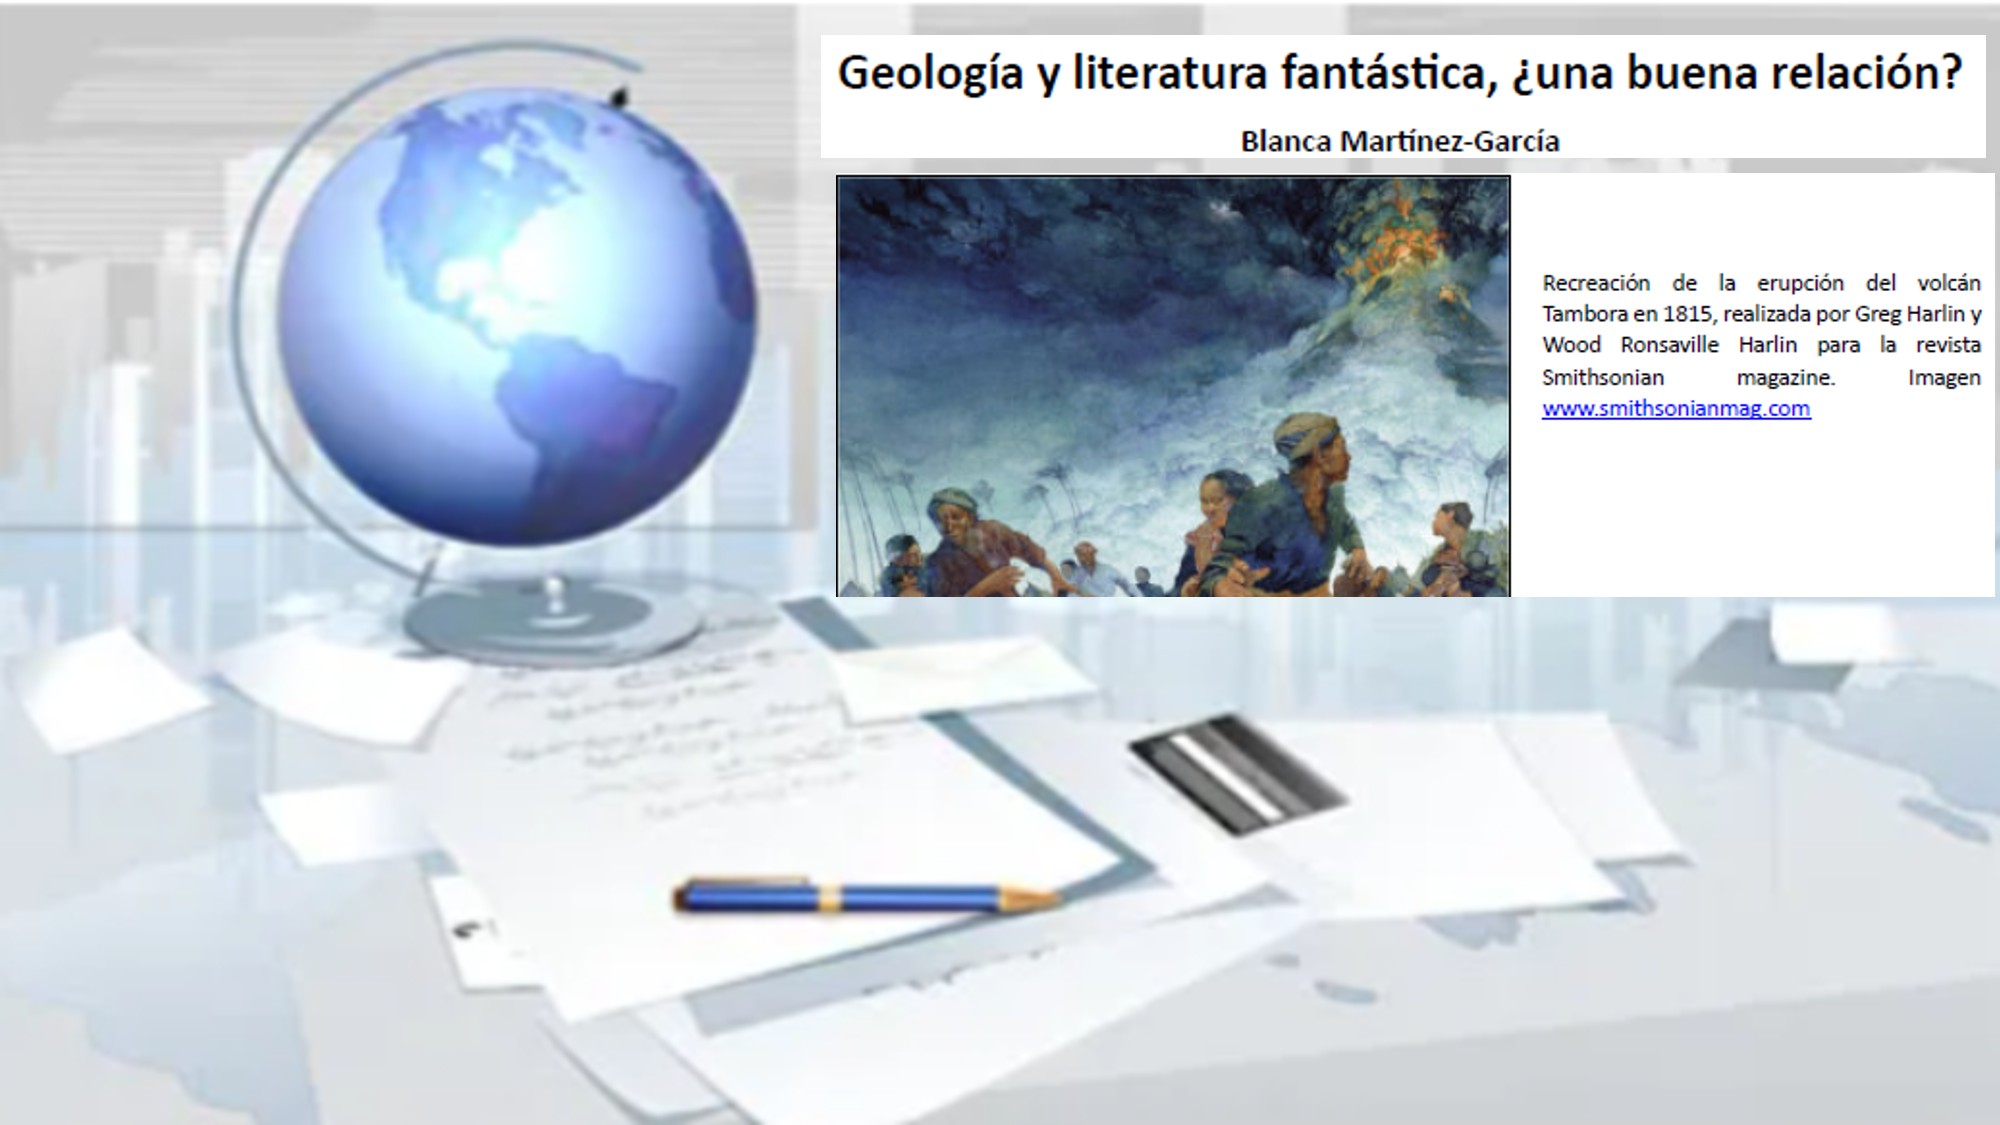 Geología y literatura fantástica, ¿una buena relación?
Blanca Martínez-García
Recreación de la erupción del volcán
Tambora en 1815, realizada por Greg Harlin y
Wood Ronsaville Harlin para la revista
Smithsonian magazine. Imagen
www.smithsonianmag.com